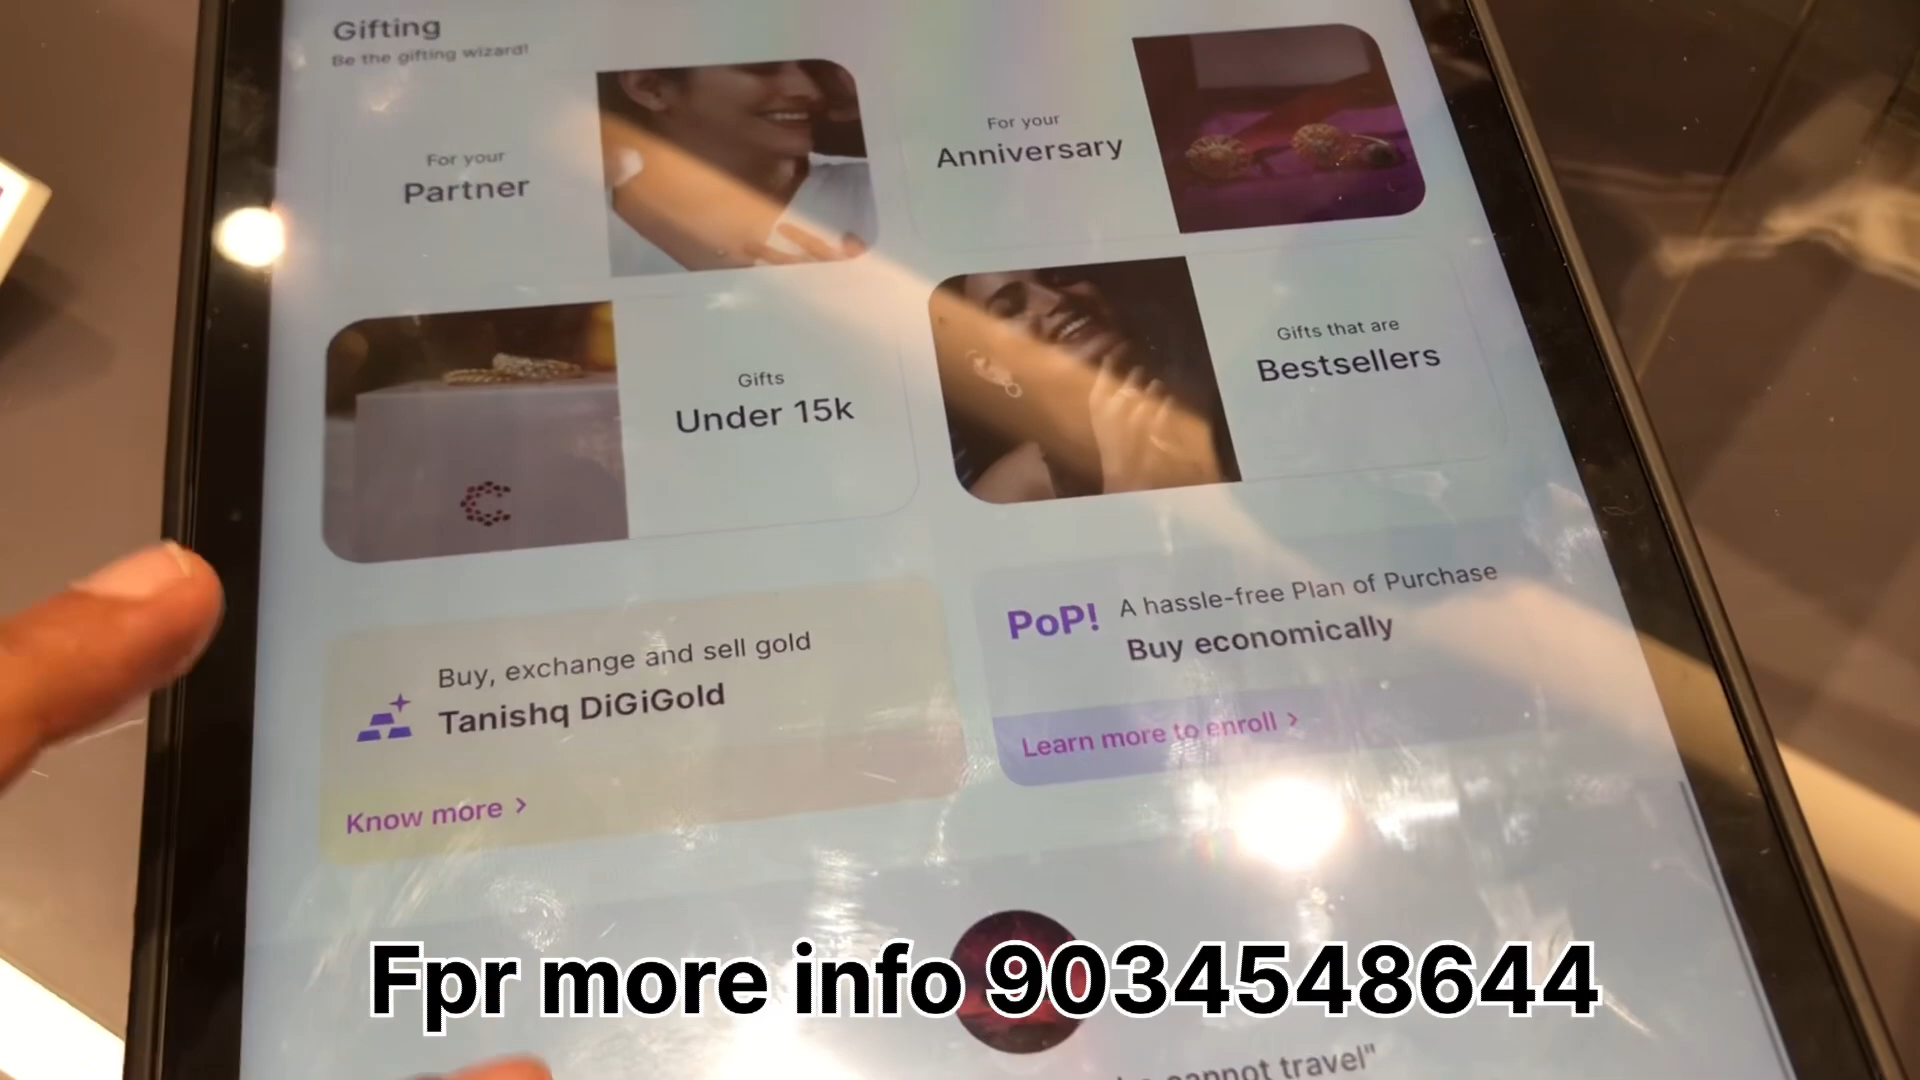 Gifting
Be the gifting wizard!
For your
Partner
For your
Anniversary
Gifts
Under 15k
Gifts that are
Bestsellers
Buy, exchange and sell gold
Tanishq DiGiGold
Know more >
PoP!
A hassle-free Plan of Purchase
Buy economically
Learn more to enroll >
Fpr more info 9034548644
cannot travel"